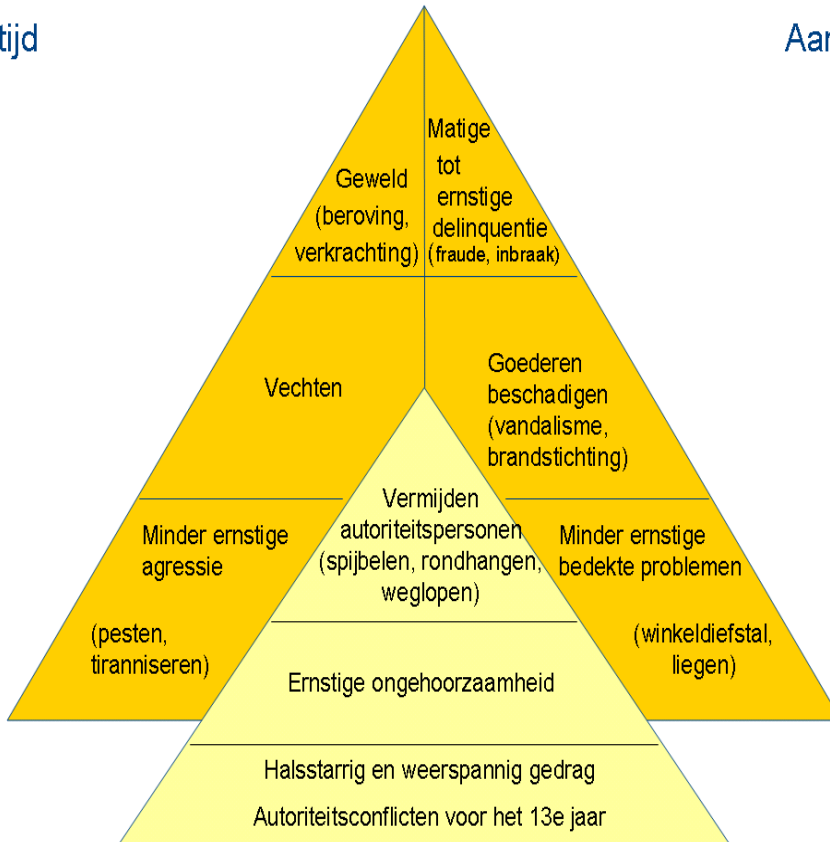 tijd
Aan
Geweld
(beroving,
verkrachting)
Matige
tot
ernstige
delinquentie
(fraude, inbraak)
Vechten
Goederen
beschadigen
(vandalisme,
brandstichting)
Minder ernstige
agressie
(pesten,
tiranniseren)
Vermijden
autoriteitspersonen
(spijbelen, rondhangen,
weglopen)
Minder ernstige
bedekte problemen
(winkeldiefstal,
liegen)
Ernstige ongehoorzaamheid
Halsstarrig en weerspannig gedrag
Autoriteitsconflicten voor het 13e jaar